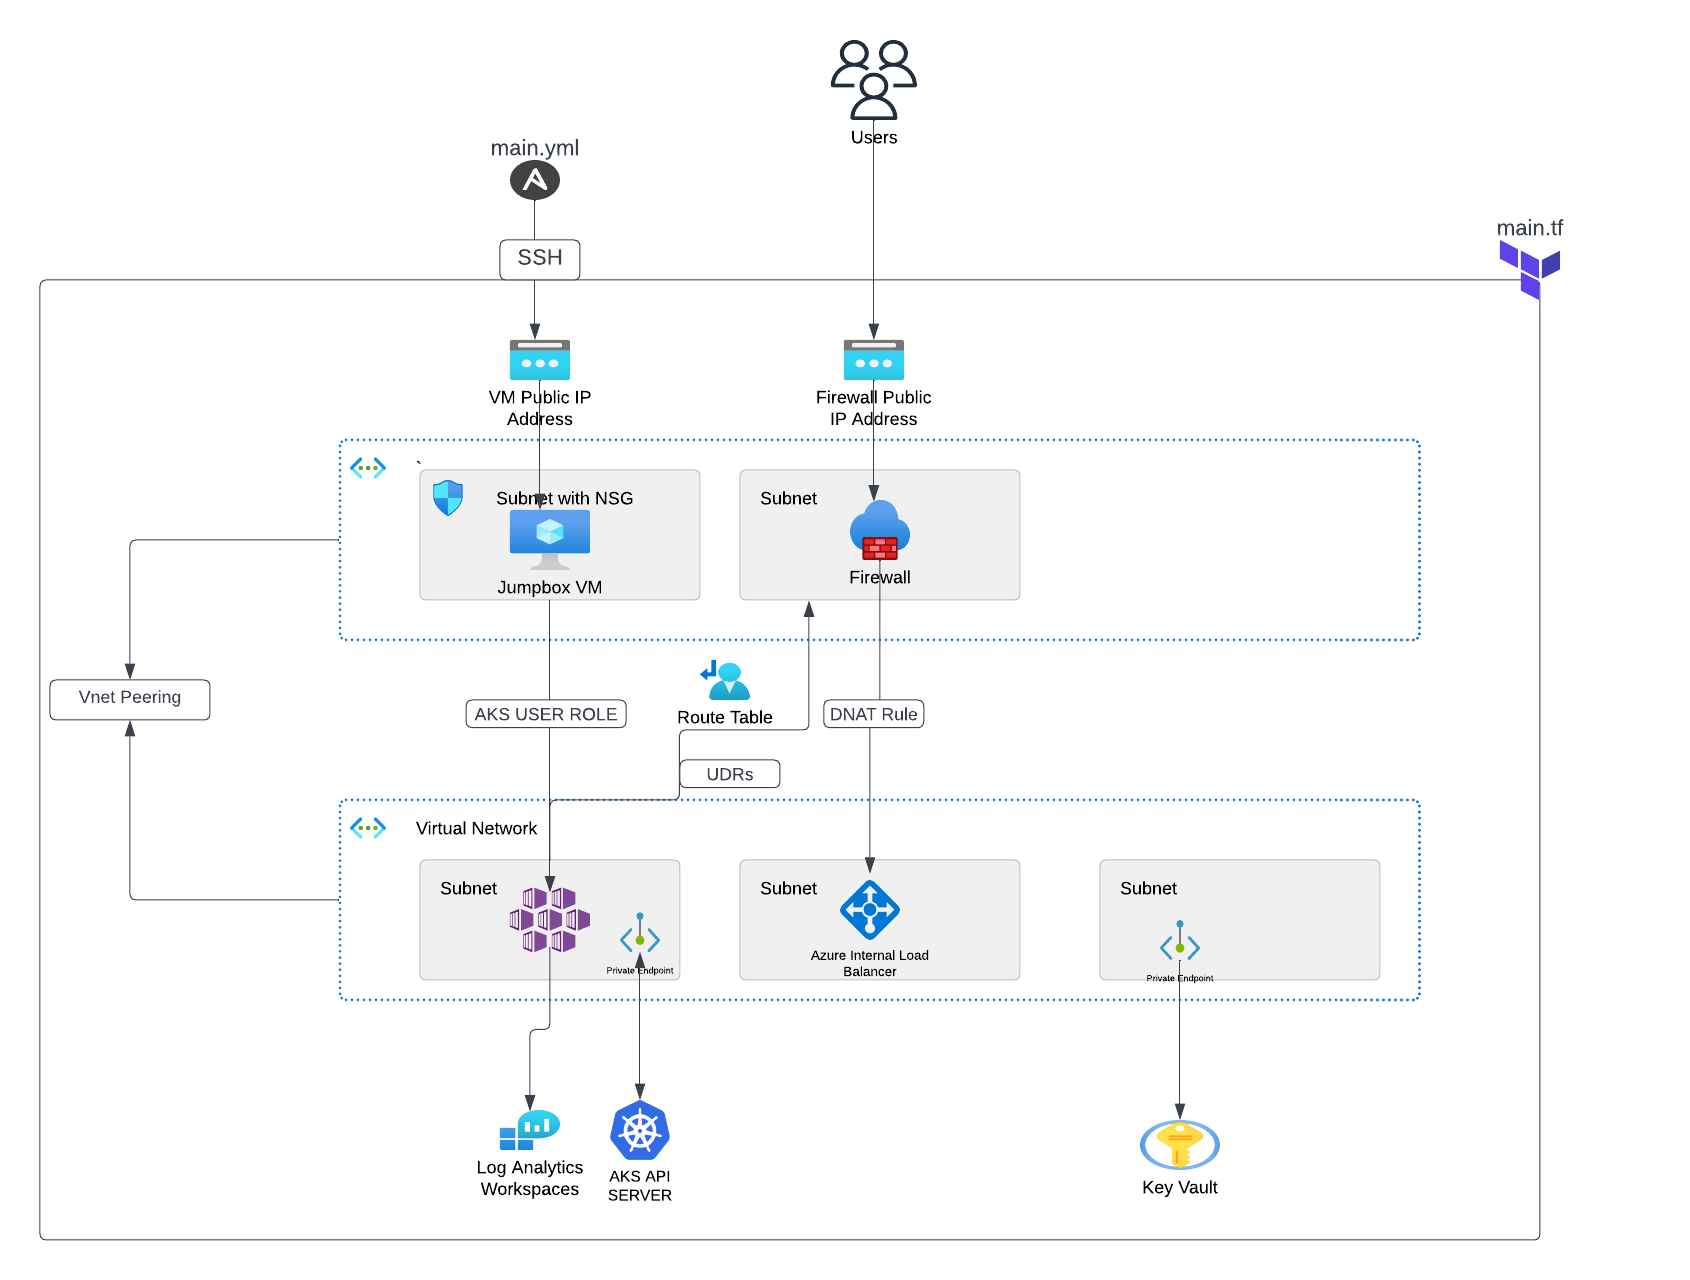 Users
main.yml
main.tf
SSH
VM Public IP
Address
Firewall Public
IP Address
`
Subnet with NSG
Subnet
Jumpbox VM
Firewall
Vnet Peering
AKS USER ROLE
Route Table
DNAT Rule
UDRs
Virtual Network
Subnet
Subnet
Subnet
Private Endpoint
Azure Internal Load
Balancer
Private Endpoint
Log Analytics
Workspaces
AKS API
SERVER
Key Vault